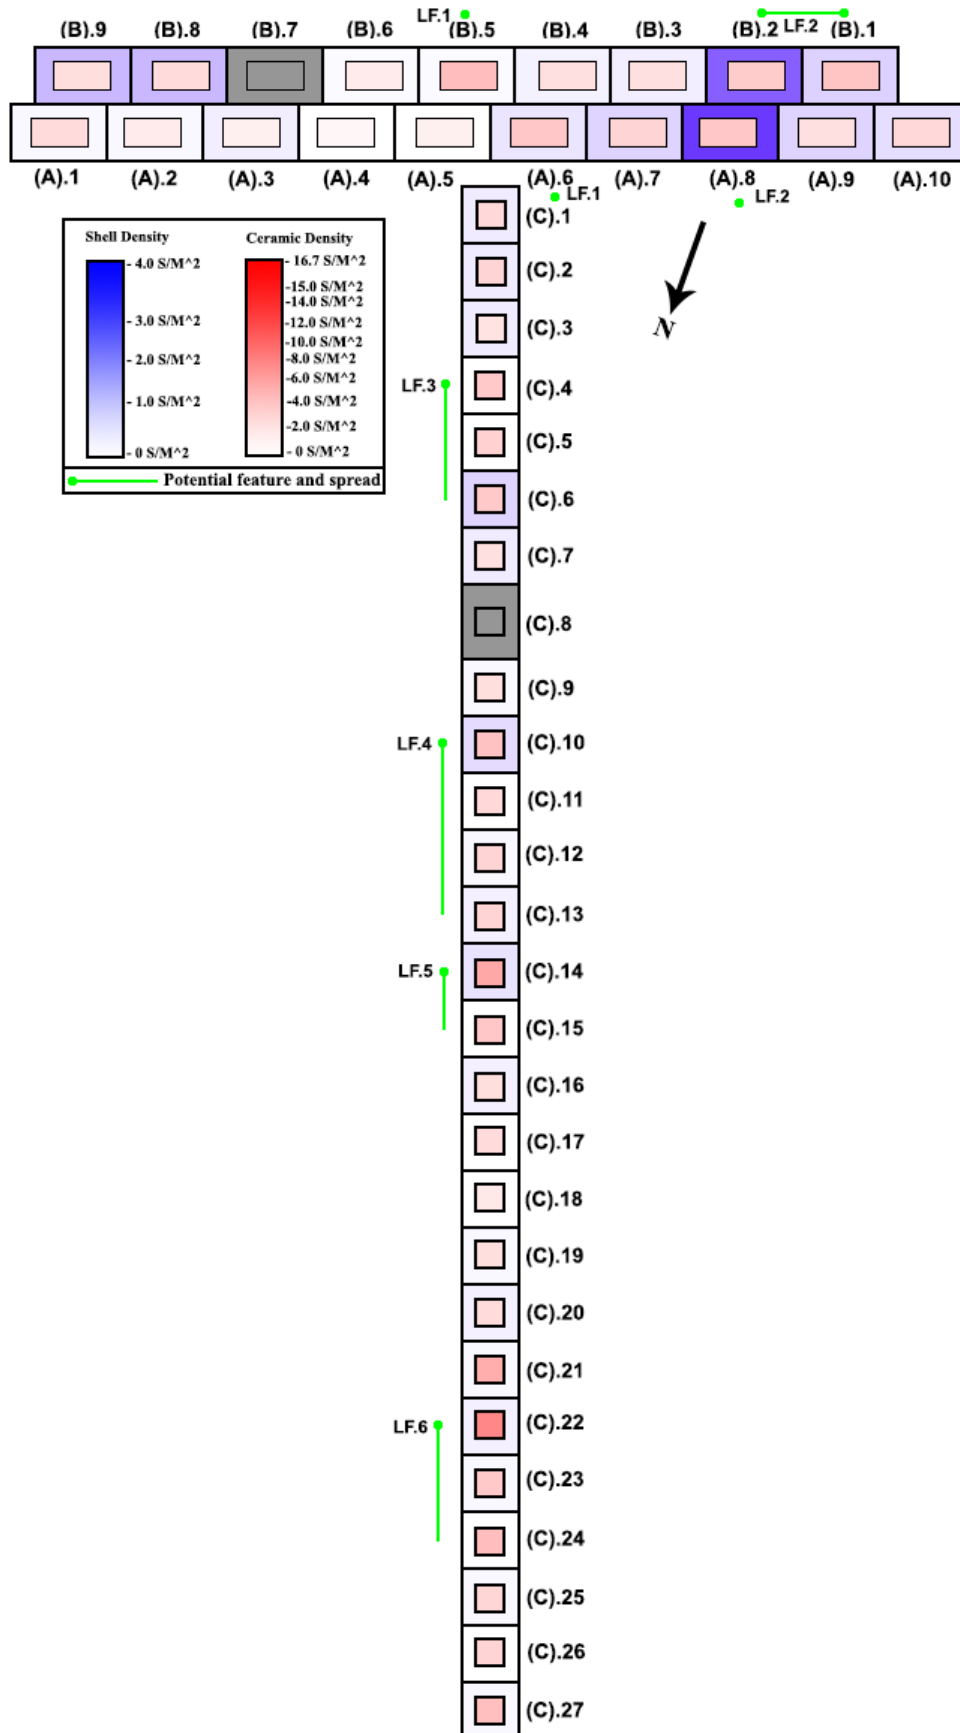 LF.1
(B).9 (B).8 (B).7 (B).6 (B).5 (B).4 (B).3 (B).2 LF.2 (B).1
(A).1 (A).2 (A).3 (A).4 (A).5 (A).6 (A).7 (A).8 (A).9 (A).10
LF.1 LF.2
(C).1
Shell Density Ceramic Density
- 4.0 S/M^2 - 16.7 S/M^2
-15.0 S/M^2
-14.0 S/M^2
- 3.0 S/M^2 -12.0 S/M^2
-10.0 S/M^2
- 2.0 S/M^2 -8.0 S/M^2
-6.0 S/M^2
- 1.0 S/M^2 -4.0 S/M^2
-2.0 S/M^2
- 0 S/M^2 - 0 S/M^2
Potential feature and spread
(C).2
(C).3
N
LF.3 (C).4
(C).5
(C).6
(C).7
(C).8
(C).9
LF.4 (C).10
(C).11
(C).12
(C).13
LF.5 (C).14
(C).15
(C).16
(C).17
(C).18
(C).19
(C).20
(C).21
LF.6 (C).22
(C).23
(C).24
(C).25
(C).26
(C).27